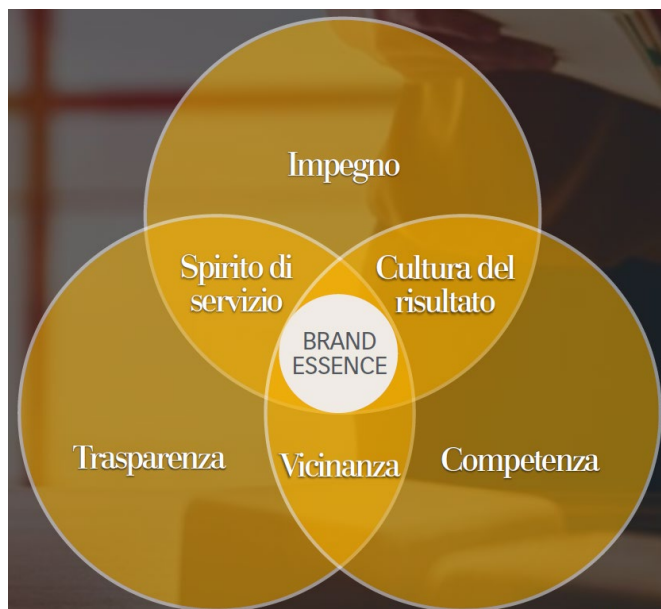 Impegno
Spirito di
servizio
Cultura del
risultato
BRAND
ESSENCE
Trasparenza
Vicinanza
Competenza